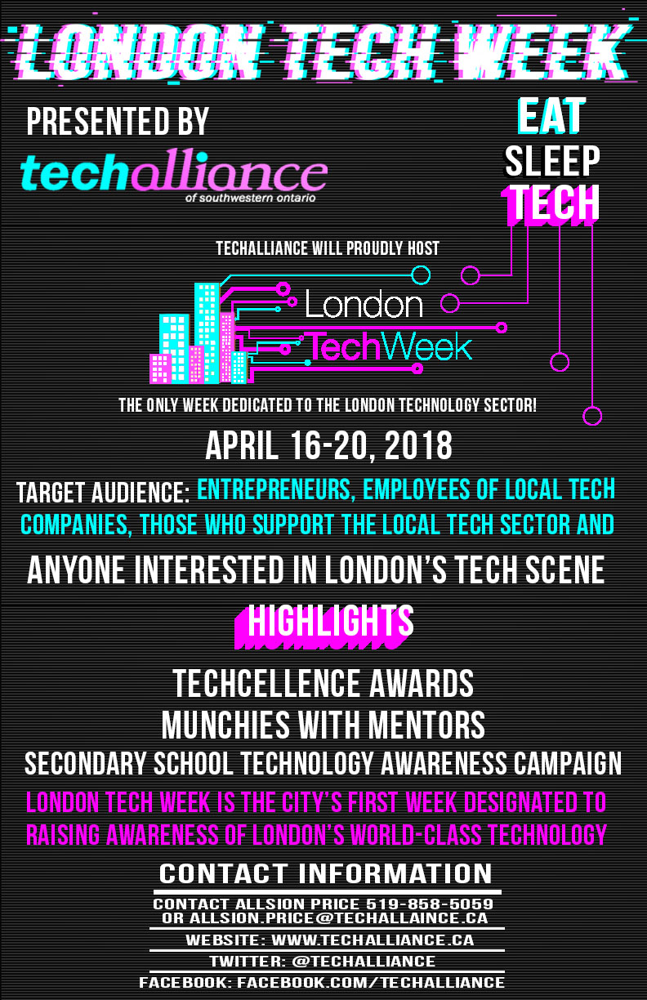 LONDON TECH WEEK
PRESENTED BY
techalliance
of southwestern ontario
EAT
SLEEP
TECH
TECHALLIANCE WILL PROUDLY HOST
London
TechWeek
THE ONLY WEEK DEDICATED TO THE LONDON TECHNOLOGY SECTOR!
APRIL 16-20, 2018
TARGET AUDIENCE: ENTREPRENEURS, EMPLOYEES OF LOCAL TECH
COMPANIES, THOSE WHO SUPPORT THE LOCAL TECH SECTOR AND
ANYONE INTERESTED IN LONDON'S TECH SCENE
HIGHLIGHTS
TECHCELLENCE AWARDS
MUNCHIES WITH MENTORS
SECONDARY SCHOOL TECHNOLOGY AWARENESS CAMPAIGN
LONDON TECH WEEK IS THE CITY'S FIRST WEEK DESIGNATED TO
RAISING AWARENESS OF LONDON'S WORLD-CLASS TECHNOLOGY
CONTACT INFORMATION
CONTACT ALLSION PRICE 519-858-5059
OR ALLSION.PRICE@TECHALLAINCE.CA
WEBSITE: WWW.TECHALLIANCE.CA
TWITTER: @TECHALLIANCE
FACEBOOK: FACEBOOK.COM/TECHALLIANCE